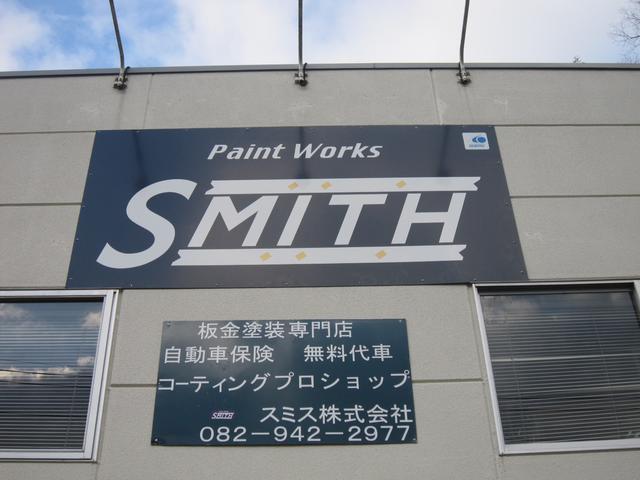 Paint Works
SMITH
板金塗装専門店
自動車保険 無料代車
コーティングプロショップ
SMITH スミス株式会社
082-942-2977